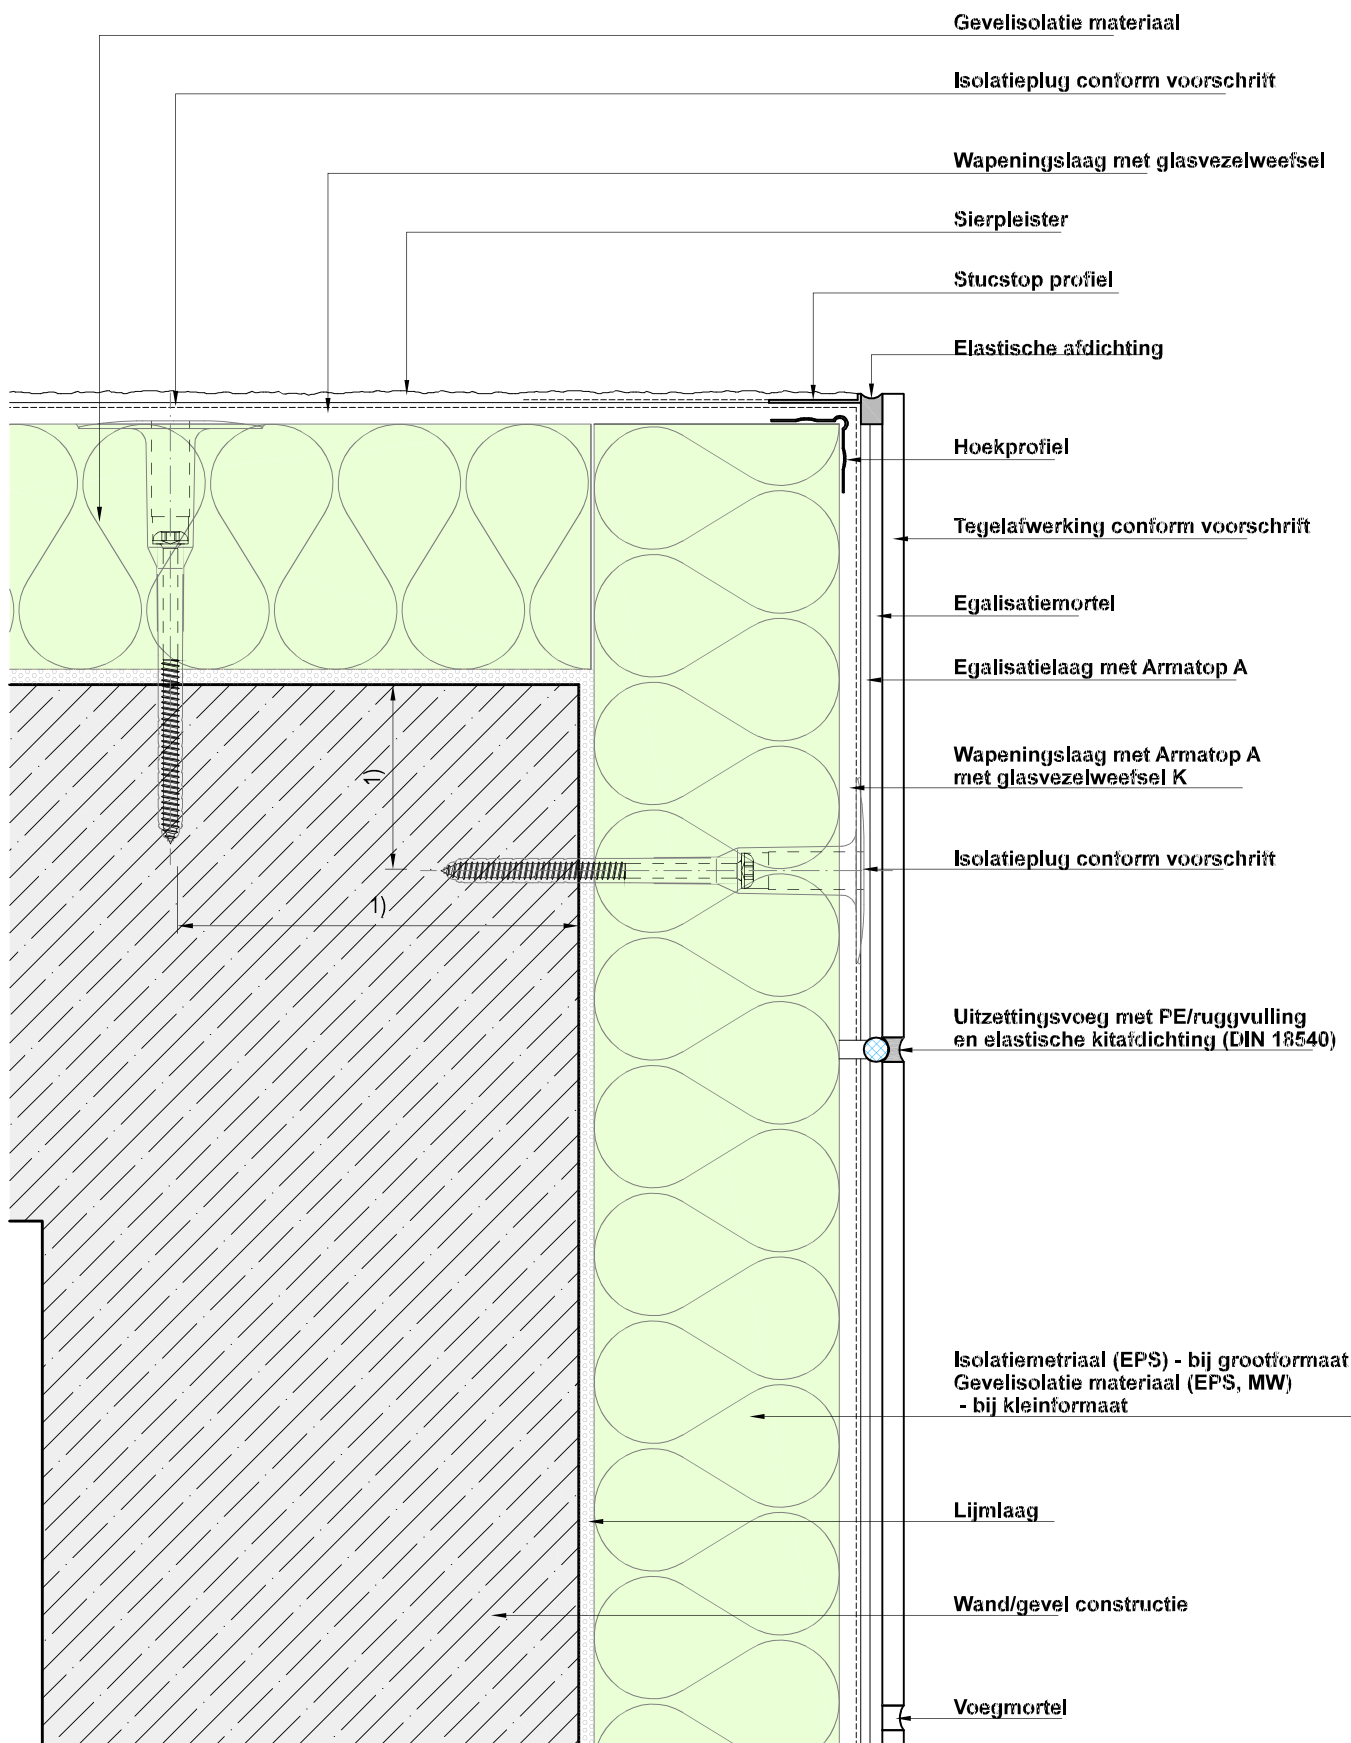 Gevelisolatie materiaal
Isolatieplug conform voorschrift
Wapeningslaag met glasvezelweefsel
Sierpleister
Stucstop profiel
Elastische afdichting
Hoekprofiel
Tegelafwerking conform voorschrift
Egalisatiemortel
Egalisatielaag met Armatop A
Wapeningslaag met Armatop A
met glasvezelweefsel K
1)
Isolatieplug conform voorschrift
1)
Uitzettingsvoeg met PE/ruggvulling
en elastische kitafdichting (DIN 18540)
Isolatiemetriaal (EPS) - bij grootformaat
Gevelisolatie materiaal (EPS, MW)
- bij kleinformaat
Lijmlaag
Wand/gevel constructie
Voegmortel